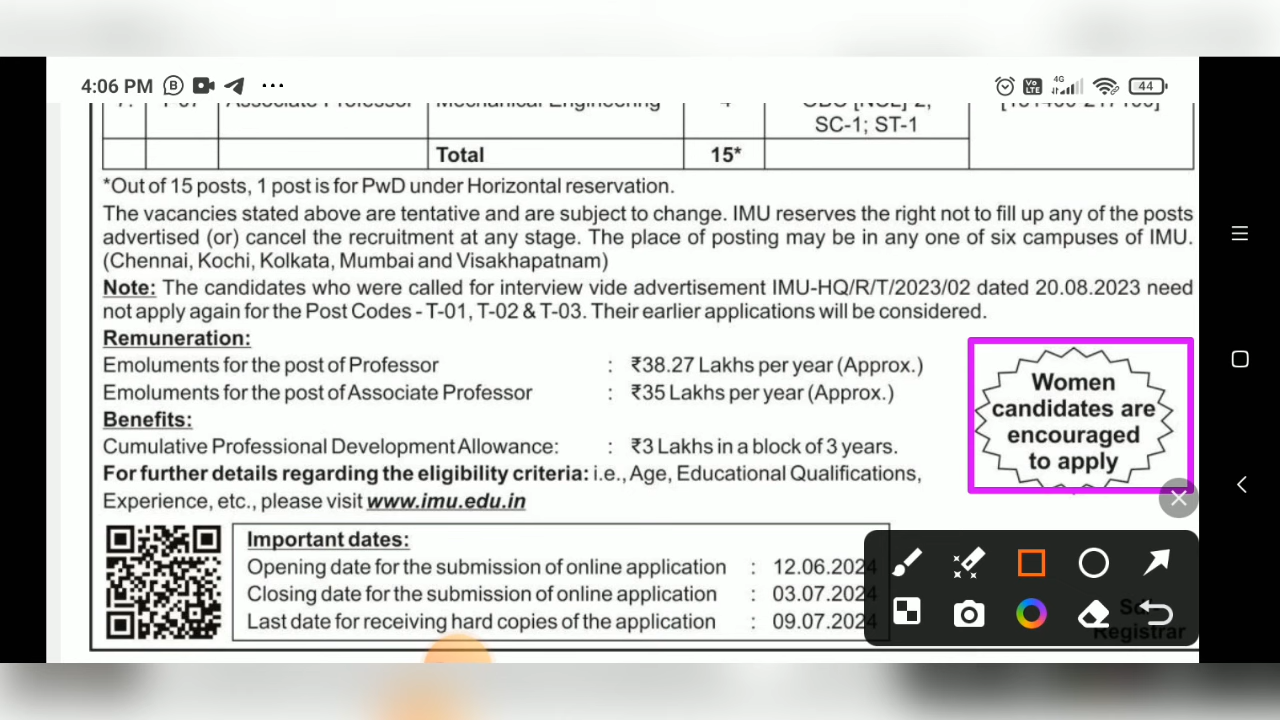 4:06 PM
4G
Vo
LTE
44
Associate Professor Mechanical Engineering 4
SC-1; ST-1
Total 15*
*Out of 15 posts, 1 post is for PwD under Horizontal reservation.
The vacancies stated above are tentative and are subject to change. IMU reserves the right not to fill up any of the posts
advertised (or) cancel the recruitment at any stage. The place of posting may be in any one of six campuses of IMU.
(Chennai, Kochi, Kolkata, Mumbai and Visakhapatnam)
Note: The candidates who were called for interview vide advertisement IMU-HQ/R/T/2023/02 dated 20.08.2023 need
not apply again for the Post Codes - T-01, T-02 & T-03. Their earlier applications will be considered.
Remuneration:
Emoluments for the post of Professor : ₹38.27 Lakhs per year (Approx.)
Emoluments for the post of Associate Professor : ₹35 Lakhs per year (Approx.)
Benefits:
Cumulative Professional Development Allowance: : ₹3 Lakhs in a block of 3 years.
For further details regarding the eligibility criteria: i.e., Age, Educational Qualifications,
Experience, etc., please visit www.imu.edu.in
Women
candidates are
encouraged
to apply
Important dates:
Opening date for the submission of online application : 12.06.2024
Closing date for the submission of online application : 03.07.2024
Last date for receiving hard copies of the application : 09.07.2024
Registrar